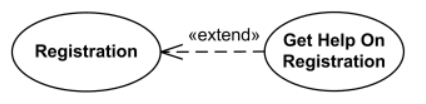 Registration
«extend»
Get Help On
Registration